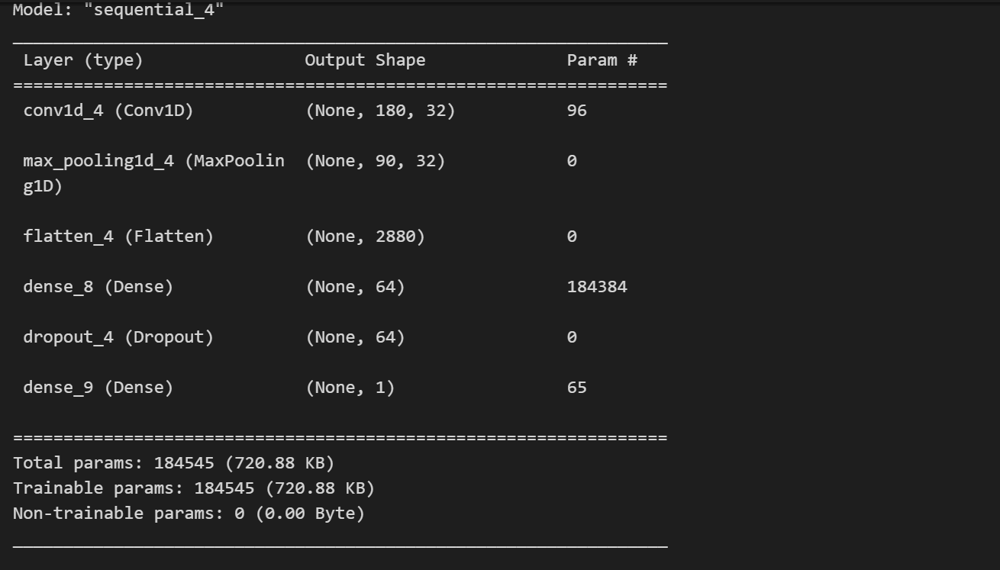 Model: "sequential_4"
_________________________________________________________________
Layer (type) Output Shape Param #
=================================================================
conv1d_4 (Conv1D) (None, 180, 32) 96
max_pooling1d_4 (MaxPoolin (None, 90, 32) 0
g1D)
flatten_4 (Flatten) (None, 2880) 0
dense_8 (Dense) (None, 64) 184384
dropout_4 (Dropout) (None, 64) 0
dense_9 (Dense) (None, 1) 65
=================================================================
Total params: 184545 (720.88 KB)
Trainable params: 184545 (720.88 KB)
Non-trainable params: 0 (0.00 Byte)
_________________________________________________________________